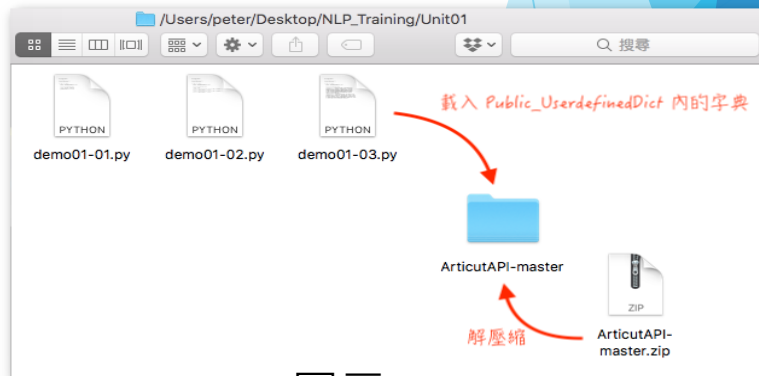 /Users/peter/Desktop/NLP_Training/Unit01
搜尋
PYTHON
PYTHON
PYTHON
demo01-01.py
demo01-02.py
demo01-03.py
載入 Public_UserdefinedDict 內的字典
ArticutAPI-master
ZIP
解壓縮
ArticutAPI-
master.zip